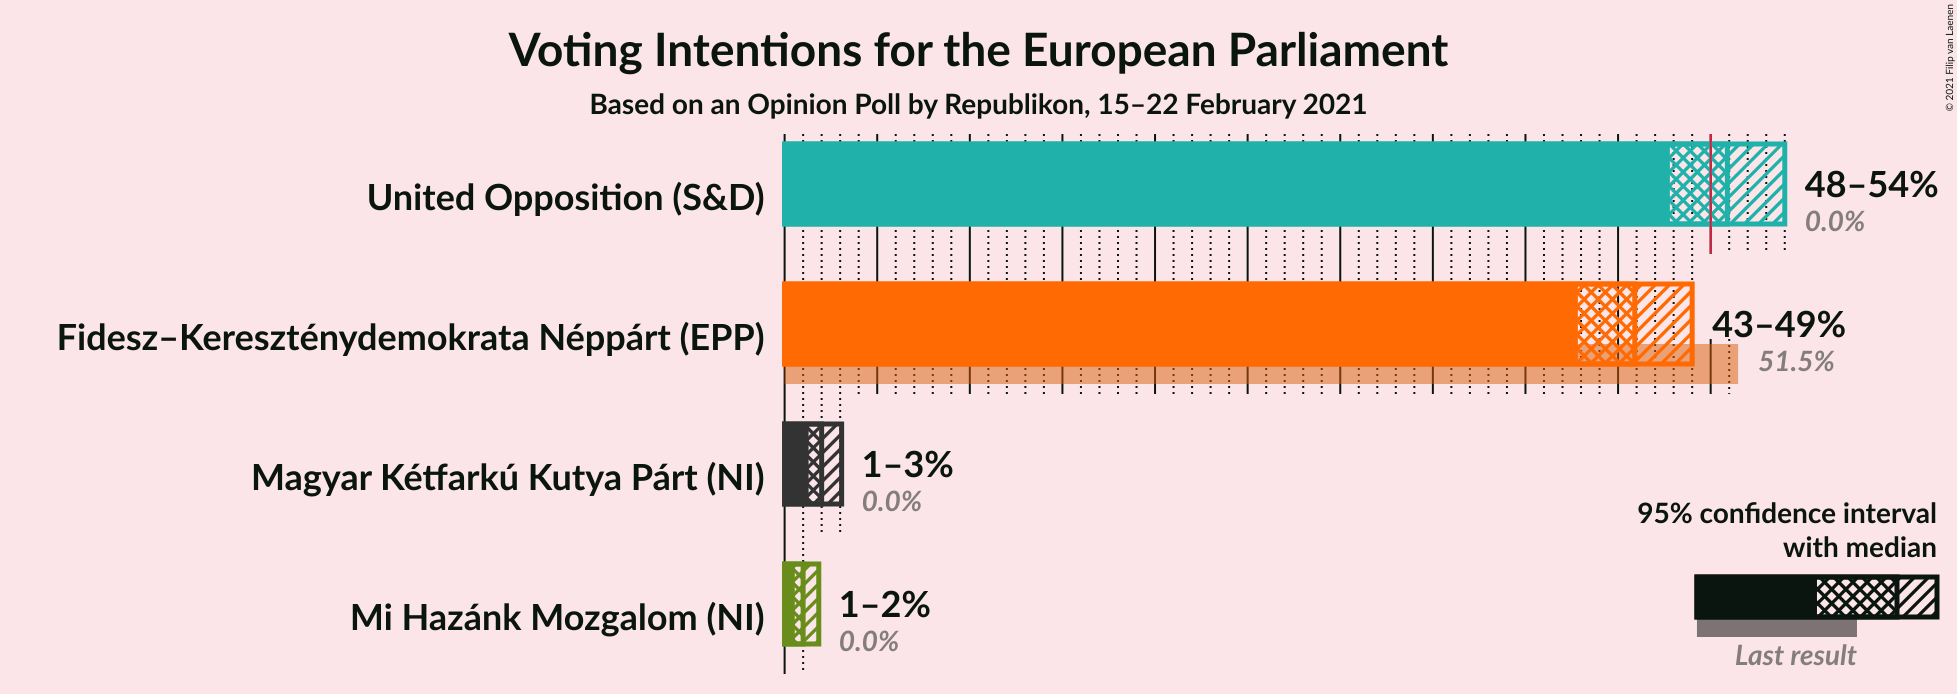 Voting Intentions for the European Parliament
Based on an Opinion Poll by Republikon, 15–22 February 2021
© 2021 Filip van Laenen
United Opposition (S&D)
48–54%
0.0%
Fidesz–Kereszténydemokrata Néppárt (EPP)
43–49%
51.5%
Magyar Kétfarkú Kutya Párt (NI)
1–3%
0.0%
Mi Hazánk Mozgalom (NI)
1–2%
0.0%
95% confidence interval
with median
Last result